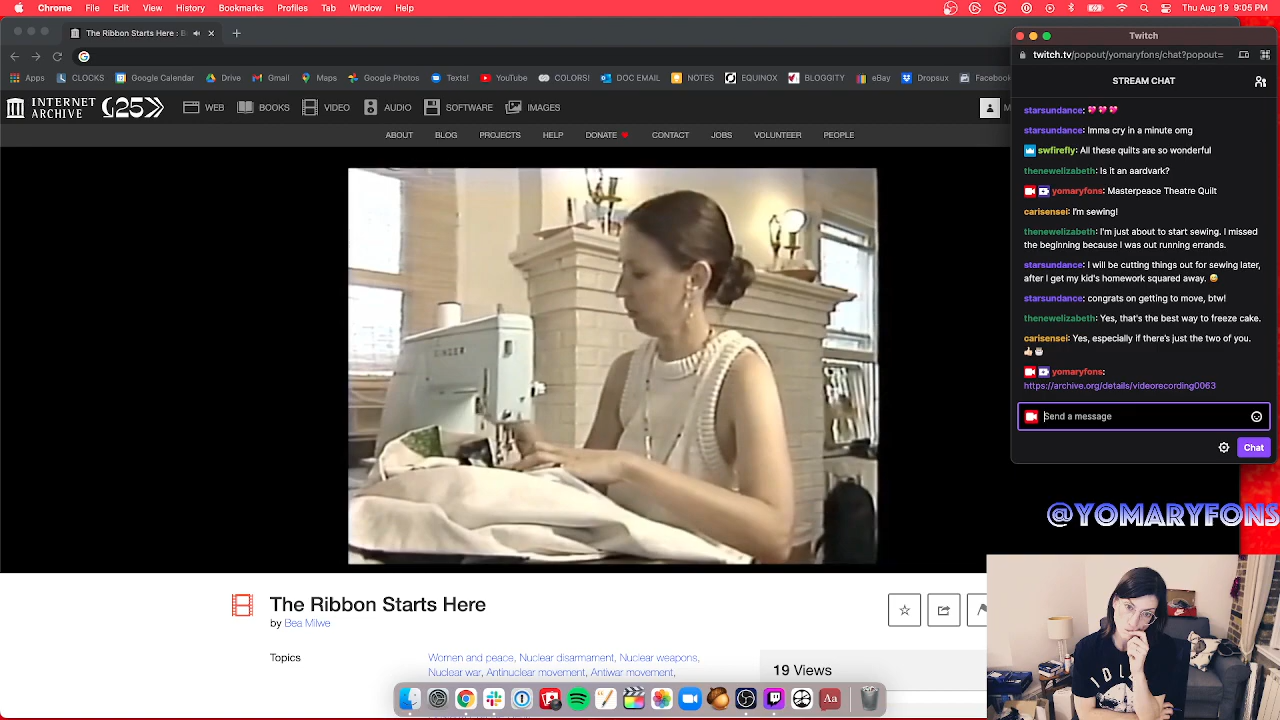 Chrome File Edit View History Bookmarks Profiles Tab Window Help
Thu Aug 19 9:05 PM
The Ribbon Starts Here : B
Apps CLOCKS Google Calendar Drive Gmail Maps Google Photos Texts! YouTube COLORS! DOC EMAIL NOTES EQUINOX BLOGGITY eBay Dropsux Facebook
INTERNET ARCHIVE 25 WEB BOOKS VIDEO AUDIO SOFTWARE IMAGES
ABOUT BLOG PROJECTS HELP DONATE CONTACT JOBS VOLUNTEER PEOPLE
SINGER
The Ribbon Starts Here
by Bea Milwe
Topics
Women and peace, Nuclear disarmament, Nuclear weapons,
Nuclear war, Antinuclear movement, Antiwar movement,
19 Views
Twitch
twitch.tv/popout/yomaryfons/chat?popout=
STREAM CHAT
starsundance: 💖💖💖
starsundance: Imma cry in a minute omg
swfirefly: All these quilts are so wonderful
thenewelizabeth: Is it an aardvark?
yomaryfons: Masterpeace Theatre Quilt
carisensei: I'm sewing!
thenewelizabeth: I'm just about to start sewing. I missed
the beginning because I was out running errands.
starsundance: I will be cutting things out for sewing later,
after I get my kid's homework squared away. 😅
starsundance: congrats on getting to move, btw!
thenewelizabeth: Yes, that's the best way to freeze cake.
carisensei: Yes, especially if there's just the two of you.
yomaryfons:
https://archive.org/details/videorecording0063
Send a message
Chat
@YOMARYFONS
Aa